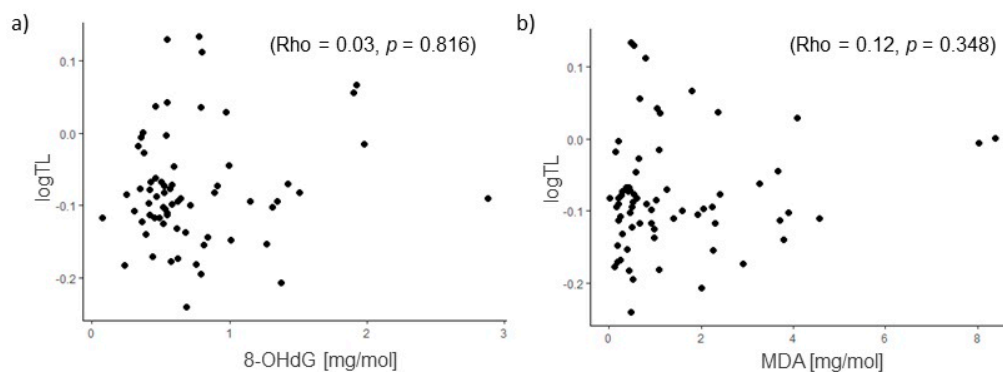 a)
(Rho = 0.03, p = 0.816)
0.1
0.0
-0.1
-0.2
logTL
0
1
2
3
8-OHdG [mg/mol]
b)
(Rho = 0.12, p = 0.348)
0.1
0.0
-0.1
-0.2
logTL
0
2
4
6
8
MDA [mg/mol]